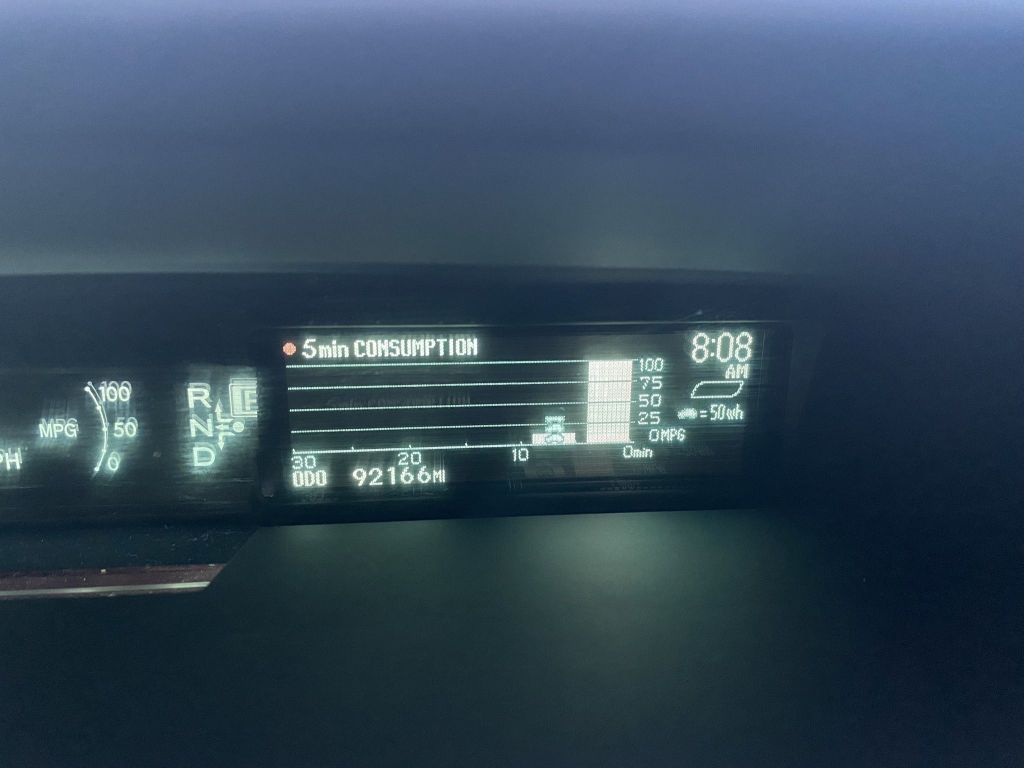 5min CONSUMPTION
8:08
AM
100
75
50
25
0MPG
= 50Wh
30 20 10 0min
ODO 92166MI
MPG
100
50
0
PH
R
N
D